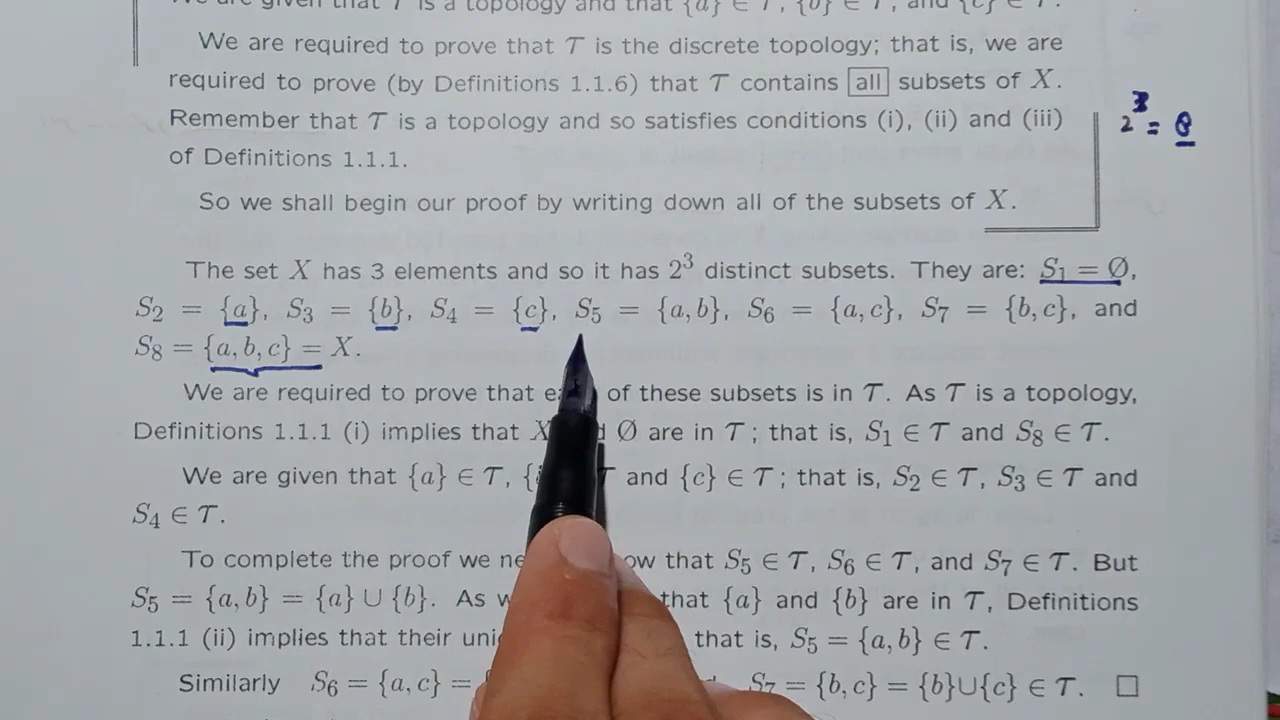 We are given that T is a topology and that {a} ∈ T, {b} ∈ T, and {c} ∈ T.
We are required to prove that T is the discrete topology; that is, we are
required to prove (by Definitions 1.1.6) that T contains all subsets of X.
Remember that T is a topology and so satisfies conditions (i), (ii) and (iii)
of Definitions 1.1.1.
2³ = 8
So we shall begin our proof by writing down all of the subsets of X.
The set X has 3 elements and so it has 2³ distinct subsets. They are: S₁ = Ø,
S₂ = {a}, S₃ = {b}, S₄ = {c}, S₅ = {a, b}, S₆ = {a, c}, S₇ = {b, c}, and
S₈ = {a, b, c} = X.
We are required to prove that of these subsets is in T. As T is a topology,
Definitions 1.1.1 (i) implies that X Ø are in T; that is, S₁ ∈ T and S₈ ∈ T.
We are given that {a} ∈ T, { T and {c} ∈ T; that is, S₂ ∈ T, S₃ ∈ T and
S₄ ∈ T.
To complete the proof we that S₅ ∈ T, S₆ ∈ T, and S₇ ∈ T. But
S₅ = {a, b} = {a} ∪ {b}. As that {a} and {b} are in T, Definitions
1.1.1 (ii) implies that their that is, S₅ = {a, b} ∈ T.
Similarly S₆ = {a, c} = S₇ = {b, c} = {b}∪{c} ∈ T. □